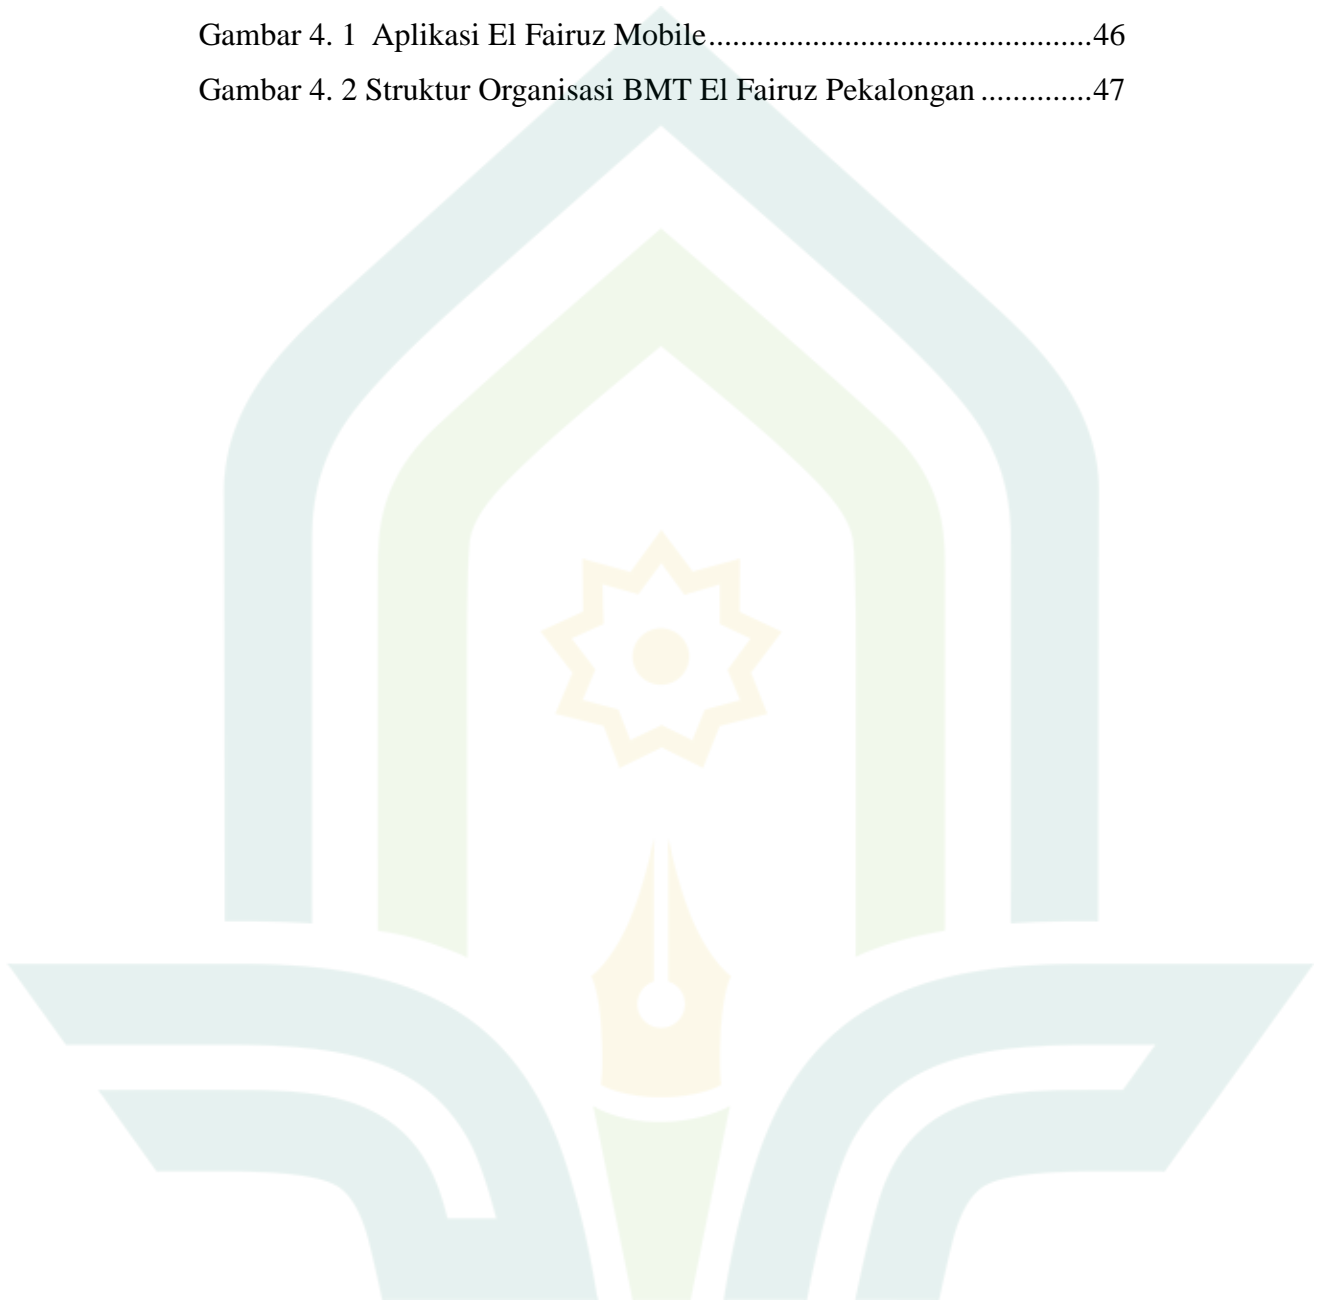 Gambar 4. 1  Aplikasi El Fairuz Mobile................................................46
Gambar 4. 2 Struktur Organisasi BMT El Fairuz Pekalongan ..............47